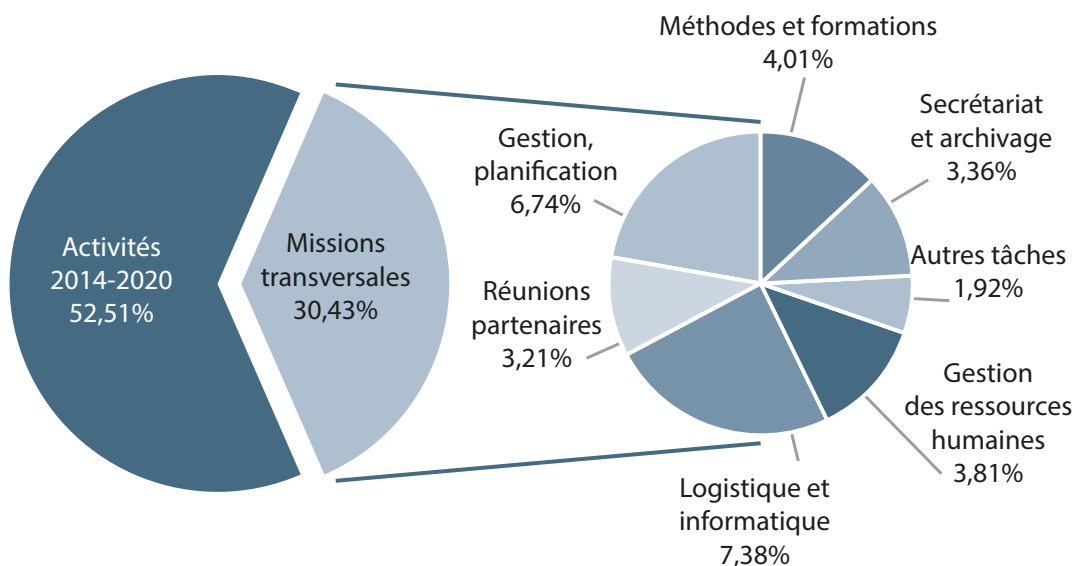 Activités
2014-2020
52,51%
Missions
transversales
30,43%
Méthodes et formations
4,01%
Secrétariat
et archivage
3,36%
Autres tâches
1,92%
Gestion
des ressources
humaines
3,81%
Logistique et
informatique
7,38%
Réunions
partenaires
3,21%
Gestion,
planification
6,74%